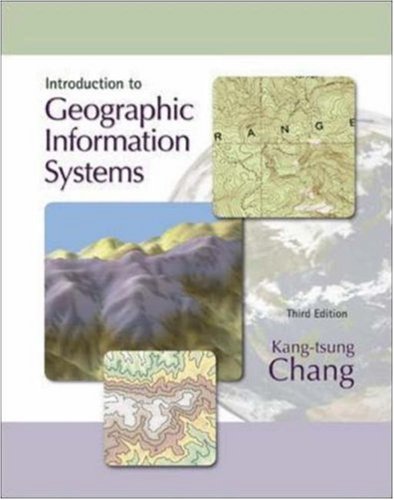 Introduction to
Geographic
Information
Systems
RANGE
Third Edition
Kang-tsung
Chang